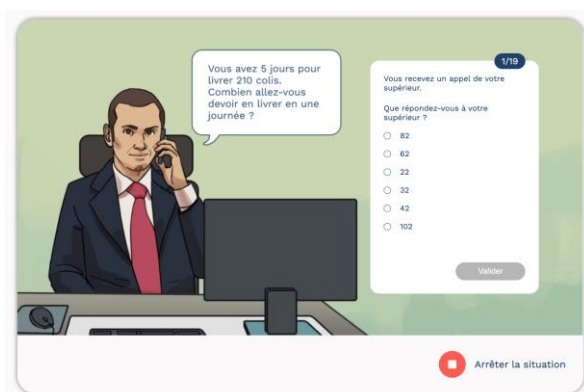 Vous avez 5 jours pour
livrer 210 colis.
Combien allez-vous
devoir en livrer en une
journée ?
1/19
Vous recevez un appel de votre
supérieur.
Que répondez-vous à votre
supérieur ?
82
62
22
32
42
102
Valider
Arrêter la situation